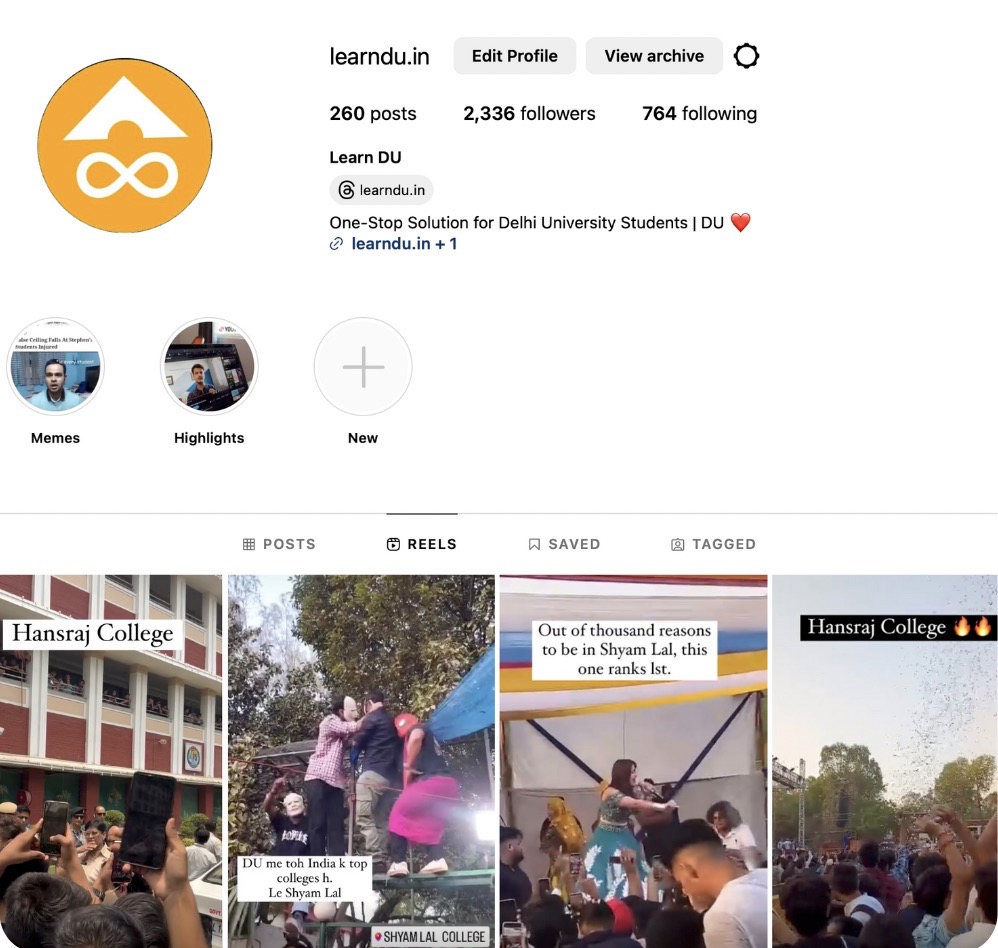 learndu.in Edit Profile View archive
260 posts 2,336 followers 764 following
Learn DU
learndu.in
One-Stop Solution for Delhi University Students | DU ❤️
learndu.in + 1
alse Ceiling Falls At Stephen's
Students Injured
Memes Highlights New
POSTS REELS SAVED TAGGED
Hansraj College
DU me toh India k top
colleges h.
Le Shyam Lal
SHYAM LAL COLLEGE
Out of thousand reasons
to be in Shyam Lal, this
one ranks 1st.
Hansraj College 🔥🔥